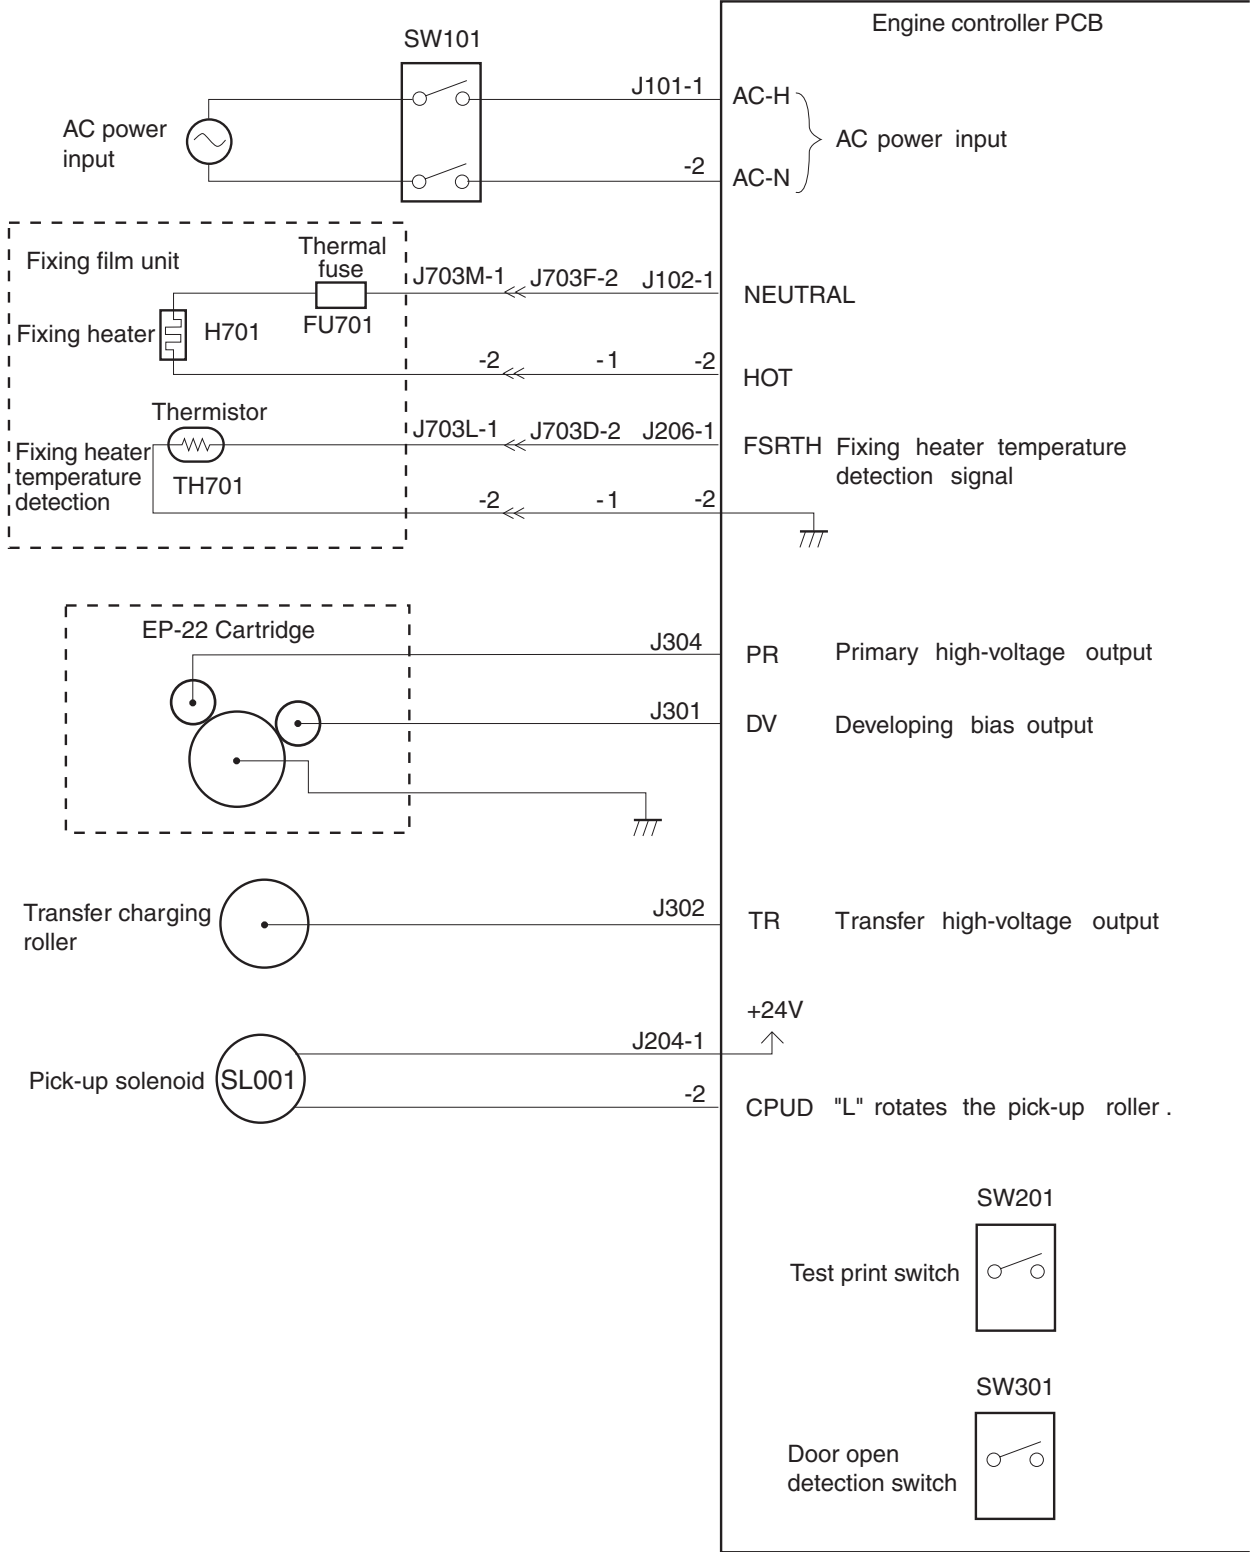 Engine controller PCB
SW101
J101-1
AC-H
AC power
input
AC power input
-2
AC-N
Fixing film unit
Thermal
fuse
J703M-1
J703F-2
J102-1
NEUTRAL
Fixing heater
H701
FU701
-2
-1
-2
HOT
Thermistor
J703L-1
J703D-2
J206-1
FSRTH
Fixing heater temperature
detection signal
Fixing heater
temperature
detection
TH701
-2
-1
-2
EP-22 Cartridge
J304
PR
Primary high-voltage output
J301
DV
Developing bias output
Transfer charging
roller
J302
TR
Transfer high-voltage output
+24V
J204-1
Pick-up solenoid
SL001
-2
CPUD
"L" rotates the pick-up roller .
SW201
Test print switch
SW301
Door open
detection switch